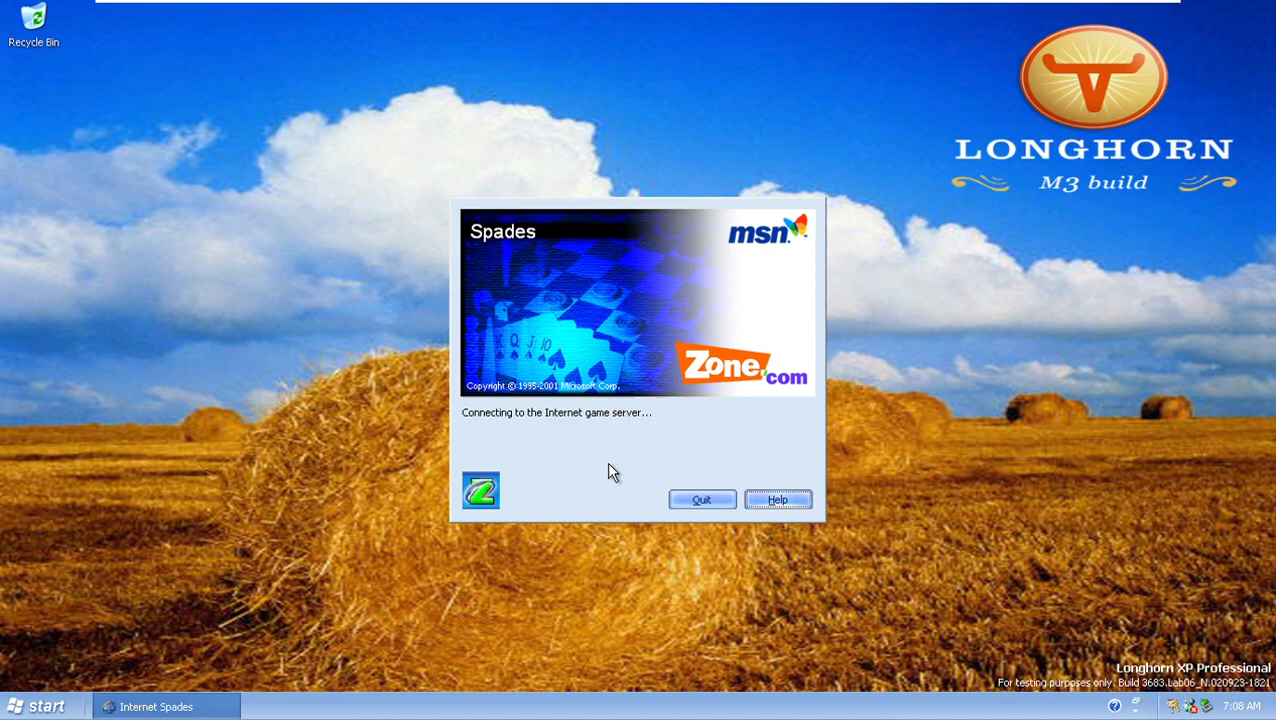 Recycle Bin
LONGHORN
M3 build
Spades
msn
K Q J 10
Zone.com
Copyright © 1995-2001 Microsoft Corp.
Connecting to the Internet game server...
Quit
Help
Longhorn XP Professional
For testing purposes only. Build 3683.Lab06_N.020923-1821
start
Internet Spades
7:08 AM